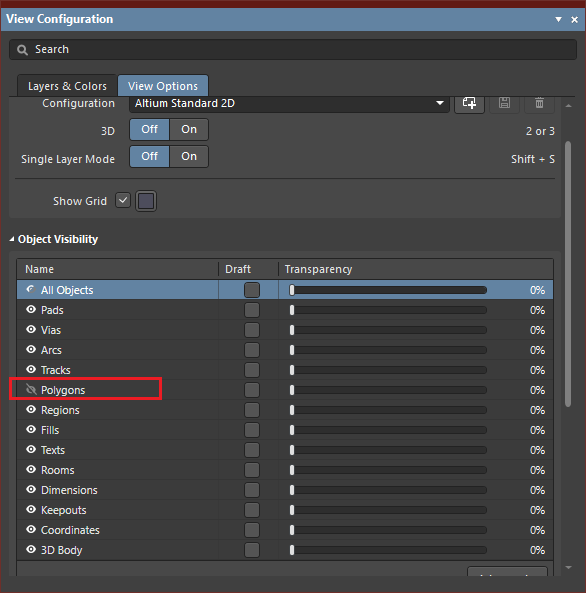 View Configuration
Search
Layers & Colors View Options
Configuration Altium Standard 2D
3D Off On 2 or 3
Single Layer Mode Off On Shift + S
Show Grid
Object Visibility
Name Draft Transparency
All Objects 0%
Pads 0%
Vias 0%
Arcs 0%
Tracks 0%
Polygons 0%
Regions 0%
Fills 0%
Texts 0%
Rooms 0%
Dimensions 0%
Keepouts 0%
Coordinates 0%
3D Body 0%